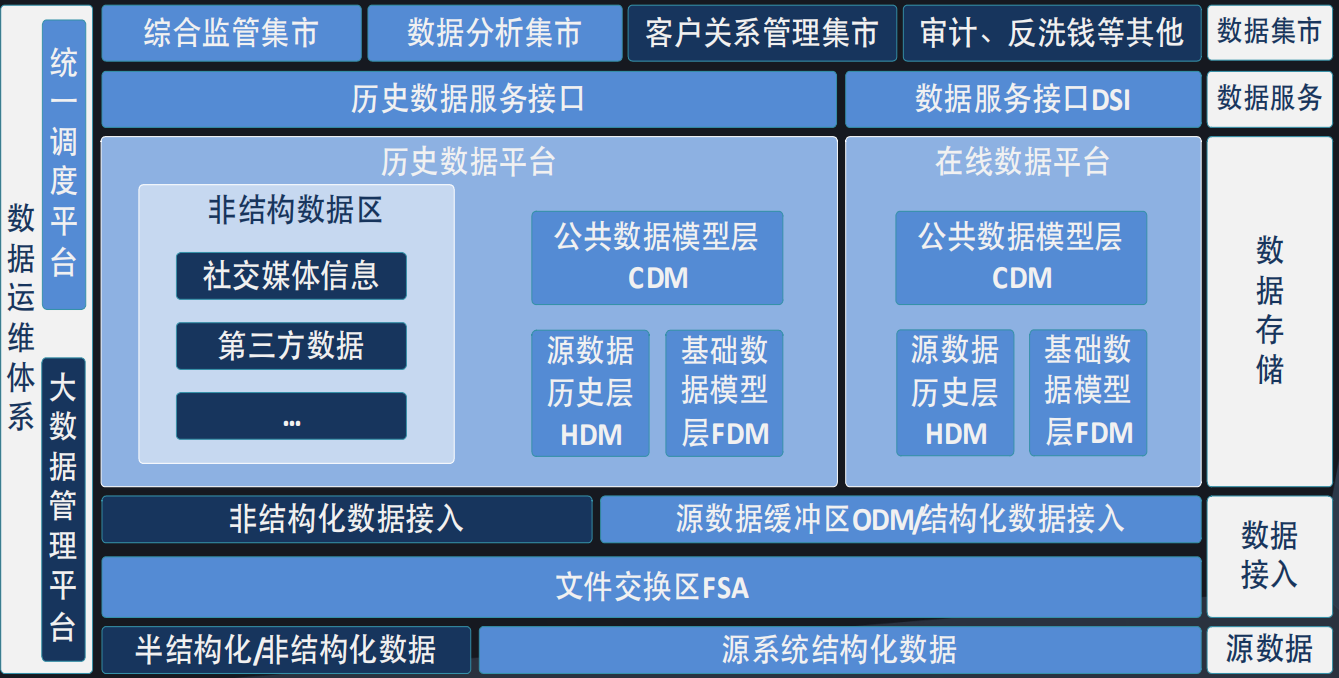 数据运维体系
统一调度平台
大数据管理平台
综合监管集市
数据分析集市
客户关系管理集市
审计、反洗钱等其他
数据集市
历史数据服务接口
数据服务接口DSI
数据服务
历史数据平台
非结构数据区
社交媒体信息
第三方数据
...
公共数据模型层
CDM
源数据
历史层
HDM
基础数
据模型
层FDM
在线数据平台
公共数据模型层
CDM
源数据
历史层
HDM
基础数
据模型
层FDM
数据存储
非结构化数据接入
源数据缓冲区ODM/结构化数据接入
文件交换区FSA
数据
接入
半结构化/非结构化数据
源系统结构化数据
源数据